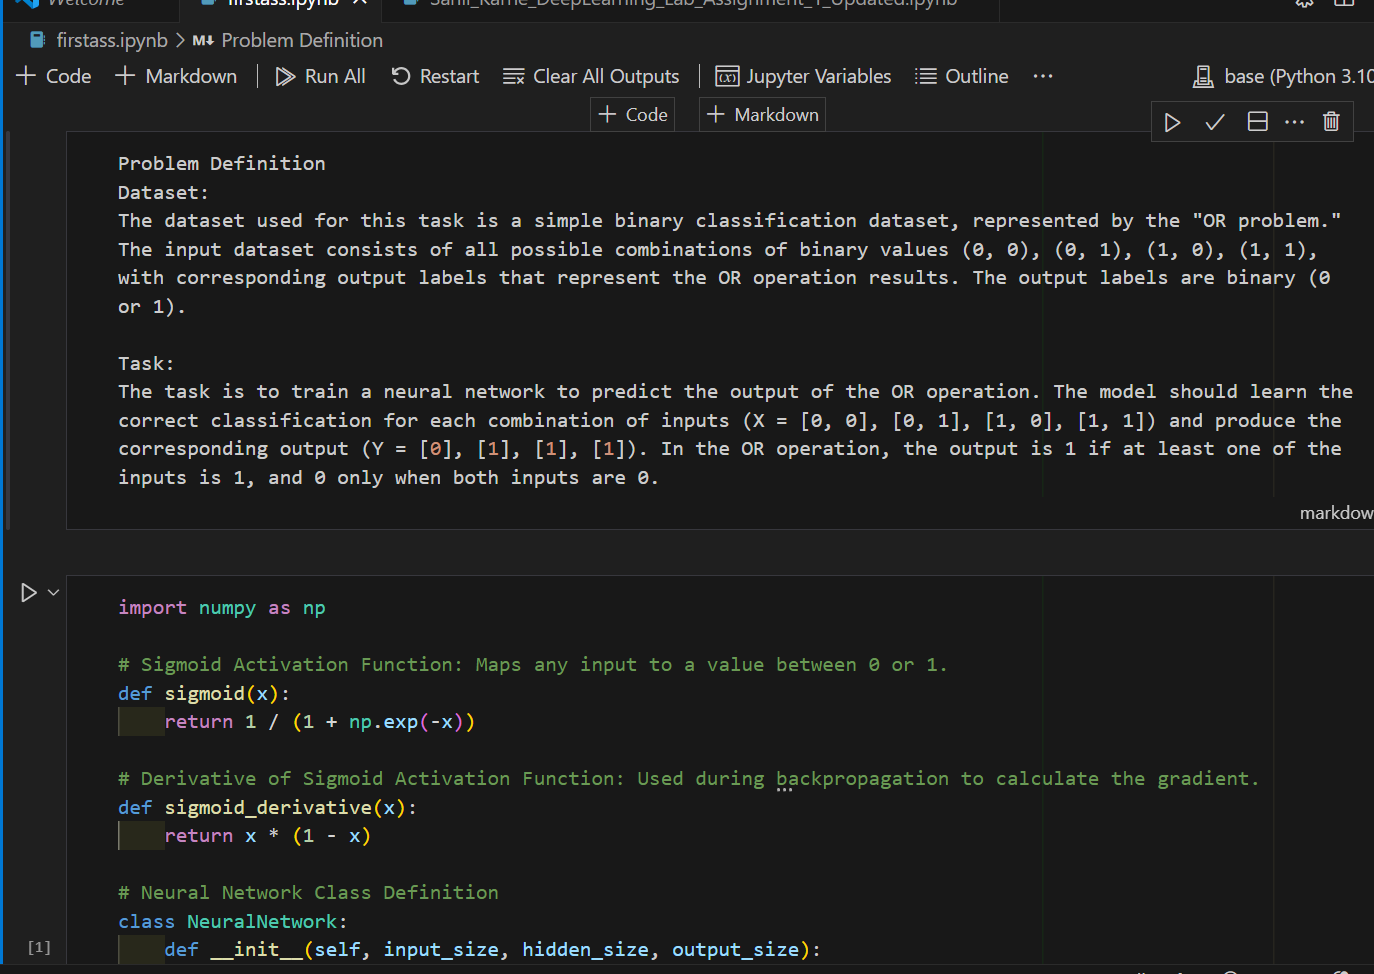 Welcome firstass.ipynb Sahil_Karne_DeepLearning_Lab_Assignment_1_Updated.ipynb
firstass.ipynb > M↓ Problem Definition
+ Code + Markdown Run All Restart Clear All Outputs Jupyter Variables Outline ··· base (Python 3.10
+ Code + Markdown
Problem Definition
Dataset:
The dataset used for this task is a simple binary classification dataset, represented by the "OR problem."
The input dataset consists of all possible combinations of binary values (0, 0), (0, 1), (1, 0), (1, 1),
with corresponding output labels that represent the OR operation results. The output labels are binary (0
or 1).
Task:
The task is to train a neural network to predict the output of the OR operation. The model should learn the
correct classification for each combination of inputs (X = [0, 0], [0, 1], [1, 0], [1, 1]) and produce the
corresponding output (Y = [0], [1], [1], [1]). In the OR operation, the output is 1 if at least one of the
inputs is 1, and 0 only when both inputs are 0.
markdow
import numpy as np
# Sigmoid Activation Function: Maps any input to a value between 0 or 1.
def sigmoid(x):
return 1 / (1 + np.exp(-x))
# Derivative of Sigmoid Activation Function: Used during backpropagation to calculate the gradient.
def sigmoid_derivative(x):
return x * (1 - x)
# Neural Network Class Definition
class NeuralNetwork:
[1] def __init__(self, input_size, hidden_size, output_size):